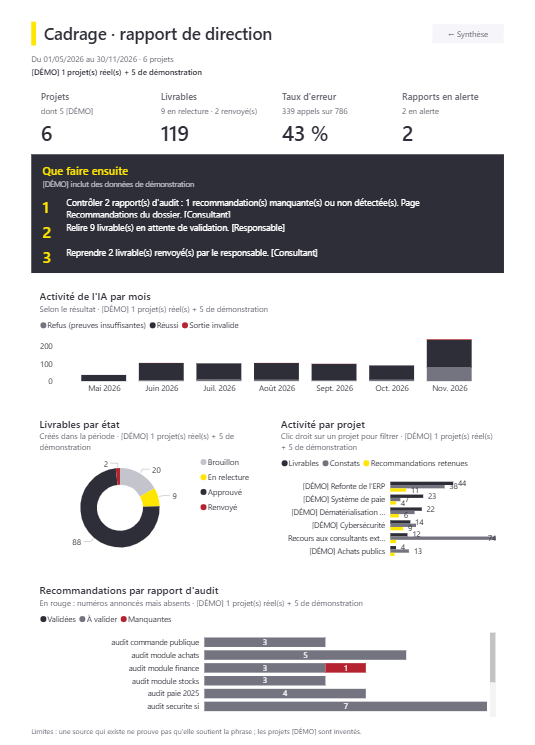 Cadrage · rapport de direction
← Synthèse
Du 01/05/2026 au 30/11/2026 · 6 projets
[DÉMO] 1 projet(s) réel(s) + 5 de démonstration
Projets
dont 5 [DÉMO]
6
Livrables
9 en relecture · 2 renvoyé(s)
119
Taux d'erreur
339 appels sur 786
43 %
Rapports en alerte
2 en alerte
2
Que faire ensuite
[DÉMO] inclut des données de démonstration
1 Contrôler 2 rapport(s) d'audit : 1 recommandation(s) manquante(s) ou non détectée(s). Page
Recommandations du dossier. [Consultant]
2 Relire 9 livrable(s) en attente de validation. [Responsable]
3 Reprendre 2 livrable(s) renvoyé(s) par le responsable. [Consultant]
Activité de l'IA par mois
Selon le résultat · [DÉMO] 1 projet(s) réel(s) + 5 de démonstration
Refus (preuves insuffisantes) Réussi Sortie invalide
200
100
0
Mai 2026 Juin 2026 Juil. 2026 Août 2026 Sept. 2026 Oct. 2026 Nov. 2026
Livrables par état
Créés dans la période · [DÉMO] 1 projet(s) réel(s) + 5 de
démonstration
2
20
9
88
Brouillon
En relecture
Approuvé
Renvoyé
Activité par projet
Clic droit sur un projet pour filtrer · [DÉMO] 1 projet(s) réel(s)
+ 5 de démonstration
Livrables Constats Recommandations retenues
[DÉMO] Refonte de l'ERP 44 38 11
[DÉMO] Système de paie 23 7 4
[DÉMO] Dématérialisation ... 22 6
[DÉMO] Cybersécurité 14 9
Recours aux consultants ext... 12 74
[DÉMO] Achats publics 4 13
Recommandations par rapport d'audit
En rouge : numéros annoncés mais absents · [DÉMO] 1 projet(s) réel(s) + 5 de démonstration
Validées À valider Manquantes
audit commande publique 3
audit module achats 5
audit module finance 3 1
audit module stocks 3
audit paie 2025 4
audit securite si 7
Limites : une source qui existe ne prouve pas qu'elle soutient la phrase ; les projets [DÉMO] sont inventés.